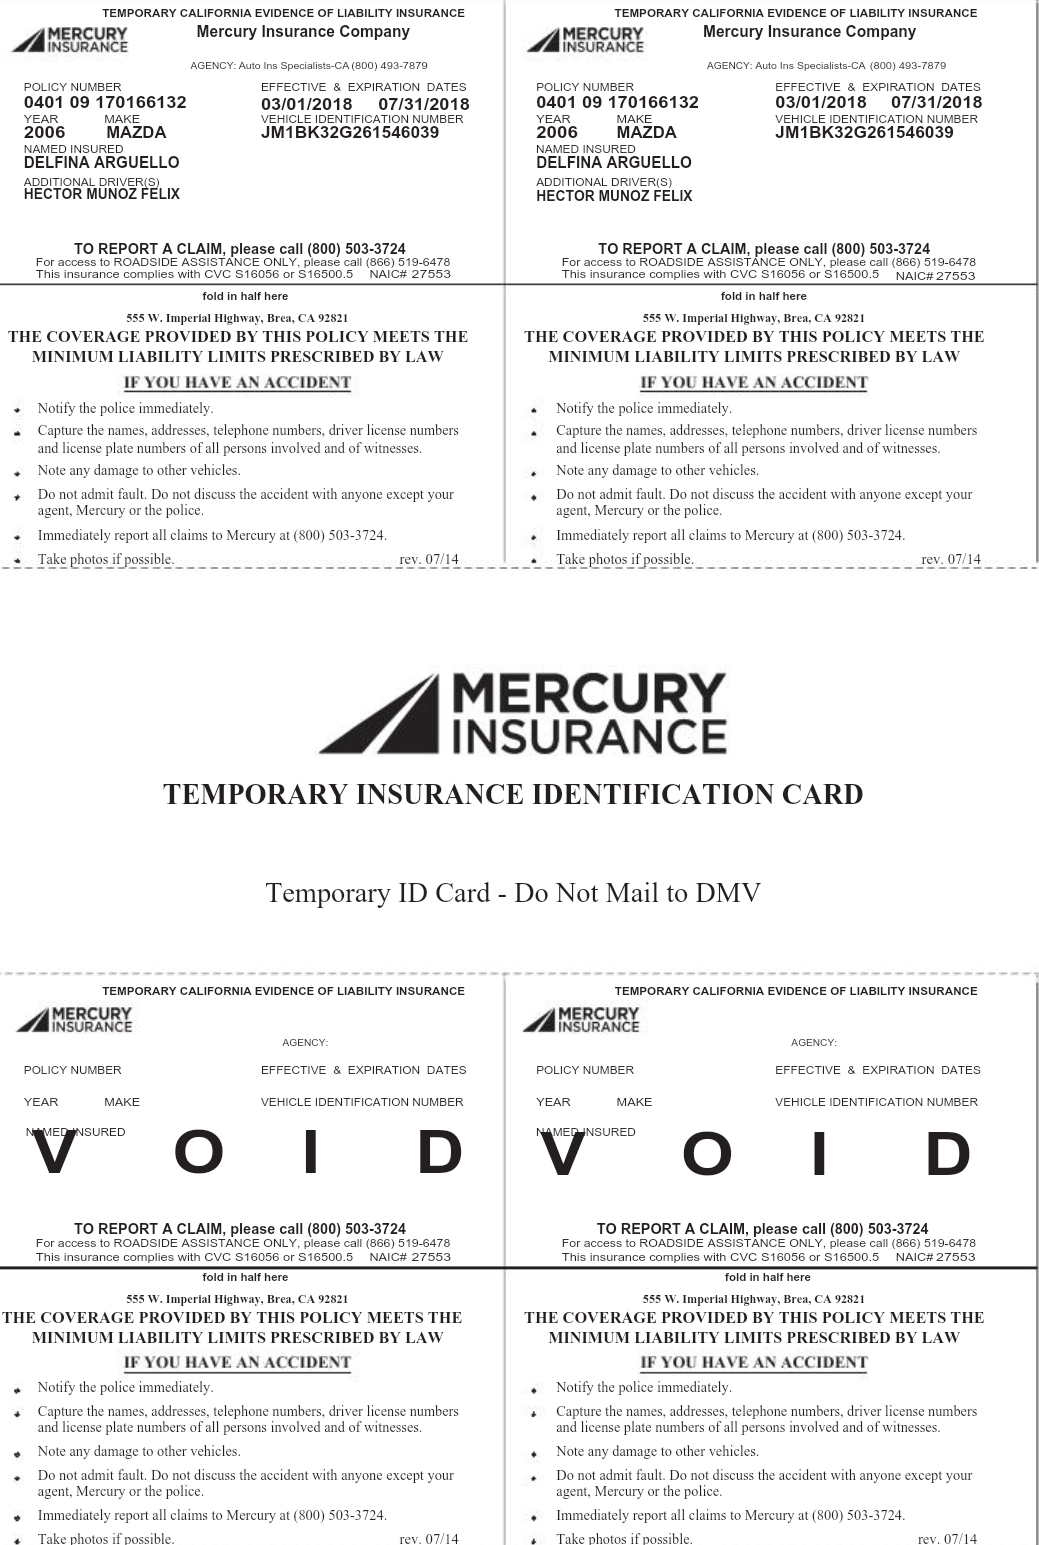 TEMPORARY CALIFORNIA EVIDENCE OF LIABILITY INSURANCE
MERCURY
INSURANCE
Mercury Insurance Company
AGENCY: Auto Ins Specialists-CA (800) 493-7879
POLICY NUMBER EFFECTIVE & EXPIRATION DATES
0401 09 170166132 03/01/2018 07/31/2018
YEAR MAKE VEHICLE IDENTIFICATION NUMBER
2006 MAZDA JM1BK32G261546039
NAMED INSURED
DELFINA ARGUELLO
ADDITIONAL DRIVER(S)
HECTOR MUNOZ FELIX
TO REPORT A CLAIM, please call (800) 503-3724
For access to ROADSIDE ASSISTANCE ONLY, please call (866) 519-6478
This insurance complies with CVC S16056 or S16500.5 NAIC# 27553
fold in half here
555 W. Imperial Highway, Brea, CA 92821
THE COVERAGE PROVIDED BY THIS POLICY MEETS THE
MINIMUM LIABILITY LIMITS PRESCRIBED BY LAW
IF YOU HAVE AN ACCIDENT
Notify the police immediately.
Capture the names, addresses, telephone numbers, driver license numbers
and license plate numbers of all persons involved and of witnesses.
Note any damage to other vehicles.
Do not admit fault. Do not discuss the accident with anyone except your
agent, Mercury or the police.
Immediately report all claims to Mercury at (800) 503-3724.
Take photos if possible. rev. 07/14
TEMPORARY CALIFORNIA EVIDENCE OF LIABILITY INSURANCE
MERCURY
INSURANCE
Mercury Insurance Company
AGENCY: Auto Ins Specialists-CA (800) 493-7879
POLICY NUMBER EFFECTIVE & EXPIRATION DATES
0401 09 170166132 03/01/2018 07/31/2018
YEAR MAKE VEHICLE IDENTIFICATION NUMBER
2006 MAZDA JM1BK32G261546039
NAMED INSURED
DELFINA ARGUELLO
ADDITIONAL DRIVER(S)
HECTOR MUNOZ FELIX
TO REPORT A CLAIM, please call (800) 503-3724
For access to ROADSIDE ASSISTANCE ONLY, please call (866) 519-6478
This insurance complies with CVC S16056 or S16500.5 NAIC# 27553
fold in half here
555 W. Imperial Highway, Brea, CA 92821
THE COVERAGE PROVIDED BY THIS POLICY MEETS THE
MINIMUM LIABILITY LIMITS PRESCRIBED BY LAW
IF YOU HAVE AN ACCIDENT
Notify the police immediately.
Capture the names, addresses, telephone numbers, driver license numbers
and license plate numbers of all persons involved and of witnesses.
Note any damage to other vehicles.
Do not admit fault. Do not discuss the accident with anyone except your
agent, Mercury or the police.
Immediately report all claims to Mercury at (800) 503-3724.
Take photos if possible. rev. 07/14
MERCURY
INSURANCE
TEMPORARY INSURANCE IDENTIFICATION CARD
Temporary ID Card - Do Not Mail to DMV
TEMPORARY CALIFORNIA EVIDENCE OF LIABILITY INSURANCE
MERCURY
INSURANCE
AGENCY:
POLICY NUMBER EFFECTIVE & EXPIRATION DATES
YEAR MAKE VEHICLE IDENTIFICATION NUMBER
NAMED INSURED
V O I D
TO REPORT A CLAIM, please call (800) 503-3724
For access to ROADSIDE ASSISTANCE ONLY, please call (866) 519-6478
This insurance complies with CVC S16056 or S16500.5 NAIC# 27553
fold in half here
555 W. Imperial Highway, Brea, CA 92821
THE COVERAGE PROVIDED BY THIS POLICY MEETS THE
MINIMUM LIABILITY LIMITS PRESCRIBED BY LAW
IF YOU HAVE AN ACCIDENT
Notify the police immediately.
Capture the names, addresses, telephone numbers, driver license numbers
and license plate numbers of all persons involved and of witnesses.
Note any damage to other vehicles.
Do not admit fault. Do not discuss the accident with anyone except your
agent, Mercury or the police.
Immediately report all claims to Mercury at (800) 503-3724.
Take photos if possible. rev. 07/14
TEMPORARY CALIFORNIA EVIDENCE OF LIABILITY INSURANCE
MERCURY
INSURANCE
AGENCY:
POLICY NUMBER EFFECTIVE & EXPIRATION DATES
YEAR MAKE VEHICLE IDENTIFICATION NUMBER
NAMED INSURED
V O I D
TO REPORT A CLAIM, please call (800) 503-3724
For access to ROADSIDE ASSISTANCE ONLY, please call (866) 519-6478
This insurance complies with CVC S16056 or S16500.5 NAIC# 27553
fold in half here
555 W. Imperial Highway, Brea, CA 92821
THE COVERAGE PROVIDED BY THIS POLICY MEETS THE
MINIMUM LIABILITY LIMITS PRESCRIBED BY LAW
IF YOU HAVE AN ACCIDENT
Notify the police immediately.
Capture the names, addresses, telephone numbers, driver license numbers
and license plate numbers of all persons involved and of witnesses.
Note any damage to other vehicles.
Do not admit fault. Do not discuss the accident with anyone except your
agent, Mercury or the police.
Immediately report all claims to Mercury at (800) 503-3724.
Take photos if possible. rev. 07/14